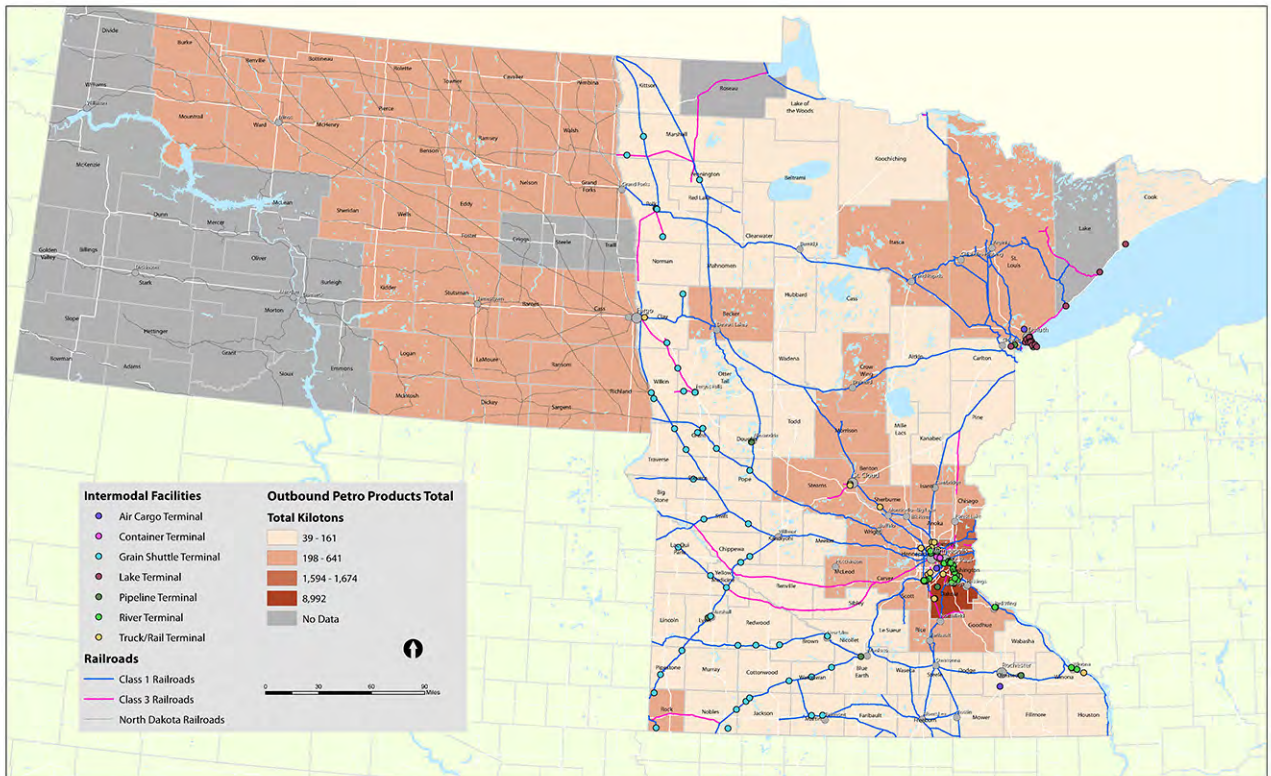 Divide
Burke
Renville
Bottineau
Rolette
Towner
Cavalier
Pembina
Williams
Mountrail
Ward
McHenry
Pierce
Ramsey
Walsh
Benson
McKenzie
Nelson
Grand
Forks
McLean
Dunn
Mercer
Sheridan
Wells
Eddy
Foster
Griggs
Steele
Traill
Golden
Valley
Billings
Oliver
Burleigh
Kidder
Stutsman
Barnes
Cass
Stark
Morton
Slope
Hettinger
Grant
Logan
LaMoure
Ransom
Richland
Bowman
Adams
Sioux
Emmons
McIntosh
Dickey
Sargent
Kittson
Roseau
Lake of
the Woods
Marshall
Koochiching
Pennington
Beltrami
Red Lake
Polk
Cook
Lake
St.
Louis
Clearwater
Itasca
Norman
Mahnomen
Hubbard
Cass
Clay
Becker
Duluth
Wadena
Crow
Wing
Aitkin
Carlton
Wilkin
Otter
Tail
Todd
Morrison
Mille
Lacs
Kanabec
Pine
Grant
Douglas
Traverse
Stevens
Pope
Stearns
Benton
St. Cloud
Sherburne
Isanti
Chisago
Anoka
Big
Stone
Swift
Kandiyohi
Meeker
Wright
Lac Qui
Parle
Chippewa
McLeod
Carver
Hennepin
Washington
Yellow
Medicine
Renville
Sibley
Scott
Dakota
Lincoln
Lyon
Redwood
Brown
Nicollet
Le Sueur
Rice
Goodhue
Wabasha
Pipestone
Murray
Cottonwood
Watonwan
Blue
Earth
Waseca
Steele
Dodge
Rochester
Winona
Rock
Nobles
Jackson
Faribault
Freeborn
Mower
Fillmore
Houston
Intermodal Facilities
Air Cargo Terminal
Container Terminal
Grain Shuttle Terminal
Lake Terminal
Pipeline Terminal
River Terminal
Truck/Rail Terminal
Railroads
Class 1 Railroads
Class 3 Railroads
North Dakota Railroads
Outbound Petro Products Total
Total Kilotons
39 - 161
198 - 641
1,594 - 1,674
8,992
No Data
0 30 60 90
Miles